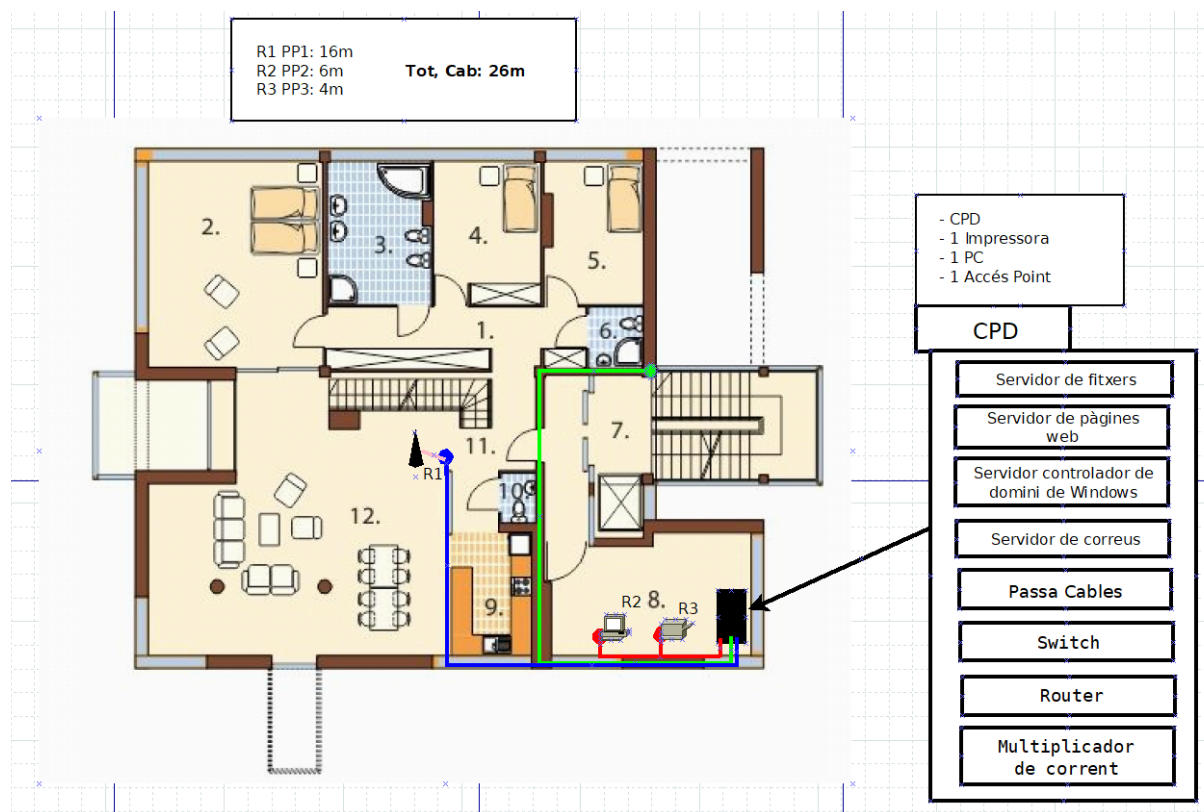 R1 PP1: 16m
R2 PP2: 6m
R3 PP3: 4m
Tot, Cab: 26m
2.
3.
4.
5.
1.
6.
7.
11.
R1
10.
12.
9.
R2
8.
R3
- CPD
- 1 Impressora
- 1 PC
- 1 Accés Point
CPD
Servidor de fitxers
Servidor de pàgines
web
Servidor controlador de
domini de Windows
Servidor de correus
Passa Cables
Switch
Router
Multiplicador
de corrent